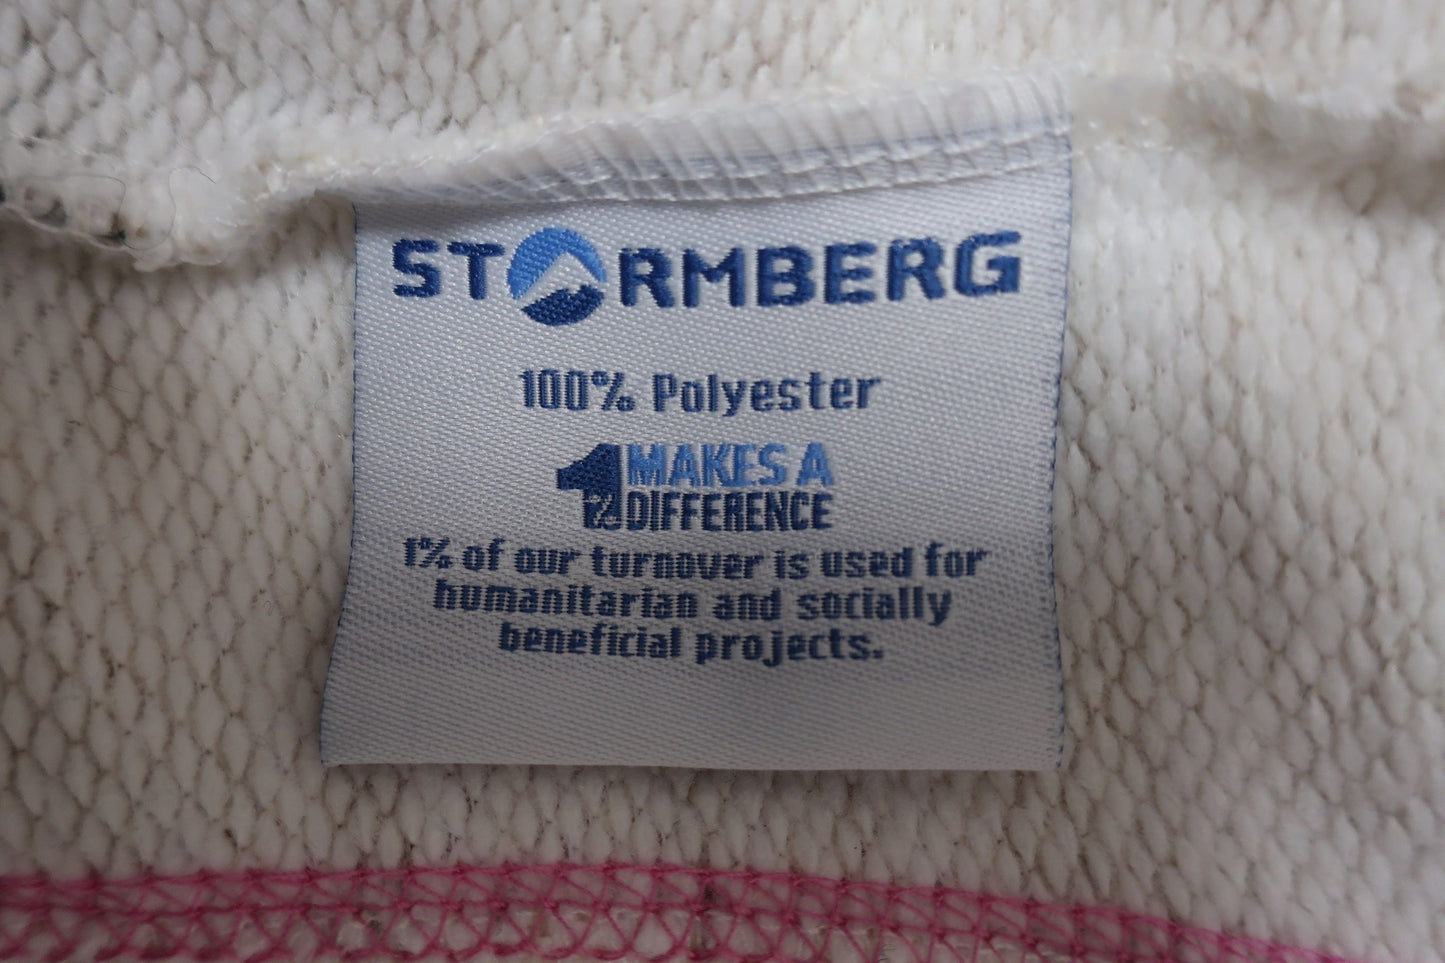 STORMBERG
100% Polyester
1% MAKES A
DIFFERENCE
1% of our turnover is used for
humanitarian and socially
beneficial projects.